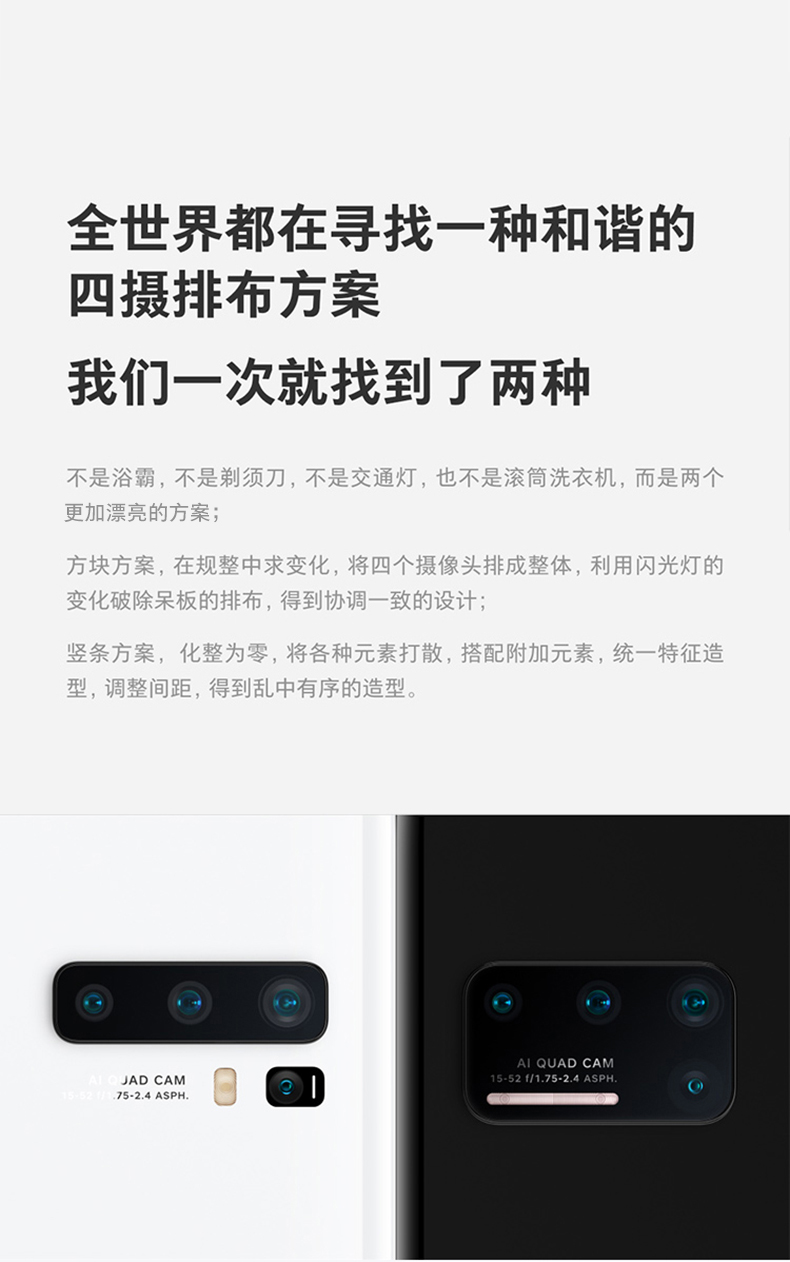 全世界都在寻找一种和谐的
四摄排布方案
我们一次就找到了两种
不是浴霸，不是剃须刀，不是交通灯，也不是滚筒洗衣机，而是两个
更加漂亮的方案；
方块方案，在规整中求变化，将四个摄像头排成整体，利用闪光灯的
变化破除呆板的排布，得到协调一致的设计；
竖条方案，化整为零，将各种元素打散，搭配附加元素，统一特征造
型，调整间距，得到乱中有序的造型。
AI QUAD CAM
15-52 f/1.75-2.4 ASPH.
AI QUAD CAM
15-52 f/1.75-2.4 ASPH.